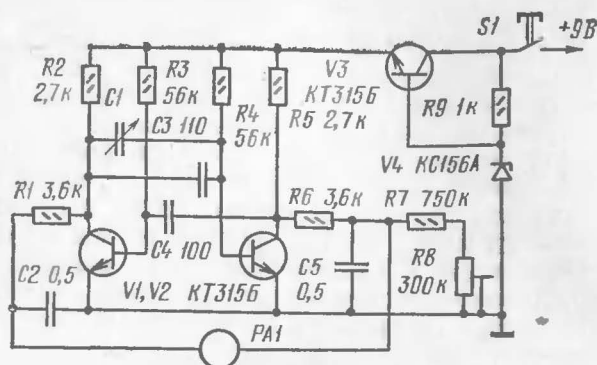 S1
+9В
R2
2,7к
C1
R3
56к
V3
КТ315Б
R4
56к
R5 2,7к
R9 1к
C3 110
V4 КС156А
R1 3,6к
R6 3,6к
R7 750к
C4 100
R8
300к
C2 0,5
V1, V2 КТ315Б
C5
0,5
PA1